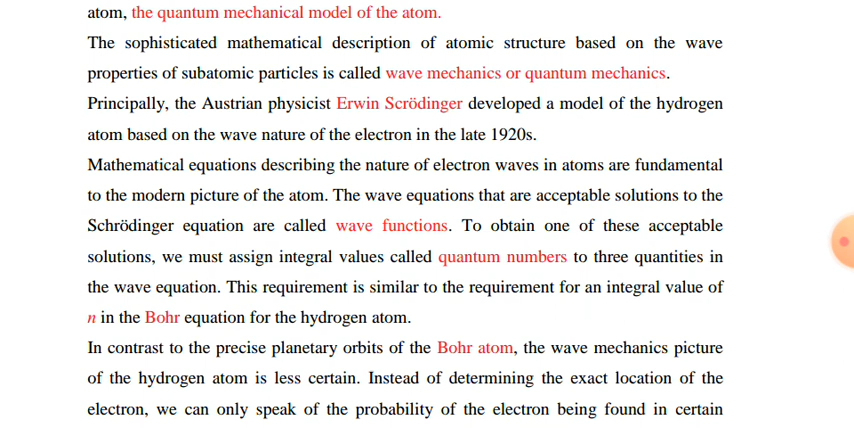 atom, the quantum mechanical model of the atom.
The sophisticated mathematical description of atomic structure based on the wave
properties of subatomic particles is called wave mechanics or quantum mechanics.
Principally, the Austrian physicist Erwin Scrödinger developed a model of the hydrogen
atom based on the wave nature of the electron in the late 1920s.
Mathematical equations describing the nature of electron waves in atoms are fundamental
to the modern picture of the atom. The wave equations that are acceptable solutions to the
Schrödinger equation are called wave functions. To obtain one of these acceptable
solutions, we must assign integral values called quantum numbers to three quantities in
the wave equation. This requirement is similar to the requirement for an integral value of
n in the Bohr equation for the hydrogen atom.
In contrast to the precise planetary orbits of the Bohr atom, the wave mechanics picture
of the hydrogen atom is less certain. Instead of determining the exact location of the
electron, we can only speak of the probability of the electron being found in certain